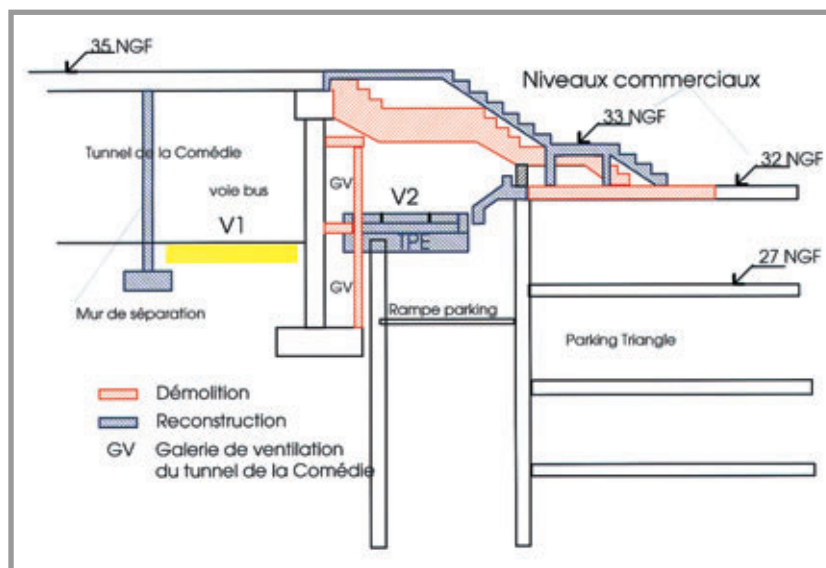 35 NGF
Niveaux commerciaux
33 NGF
Tunnel de la Comédie
32 NGF
GV
voie bus
V2
V1
TPE
27 NGF
GV
Mur de séparation
Rampe parking
Parking Triangle
Démolition
Reconstruction
GV Galerie de ventilation
du tunnel de la Comédie